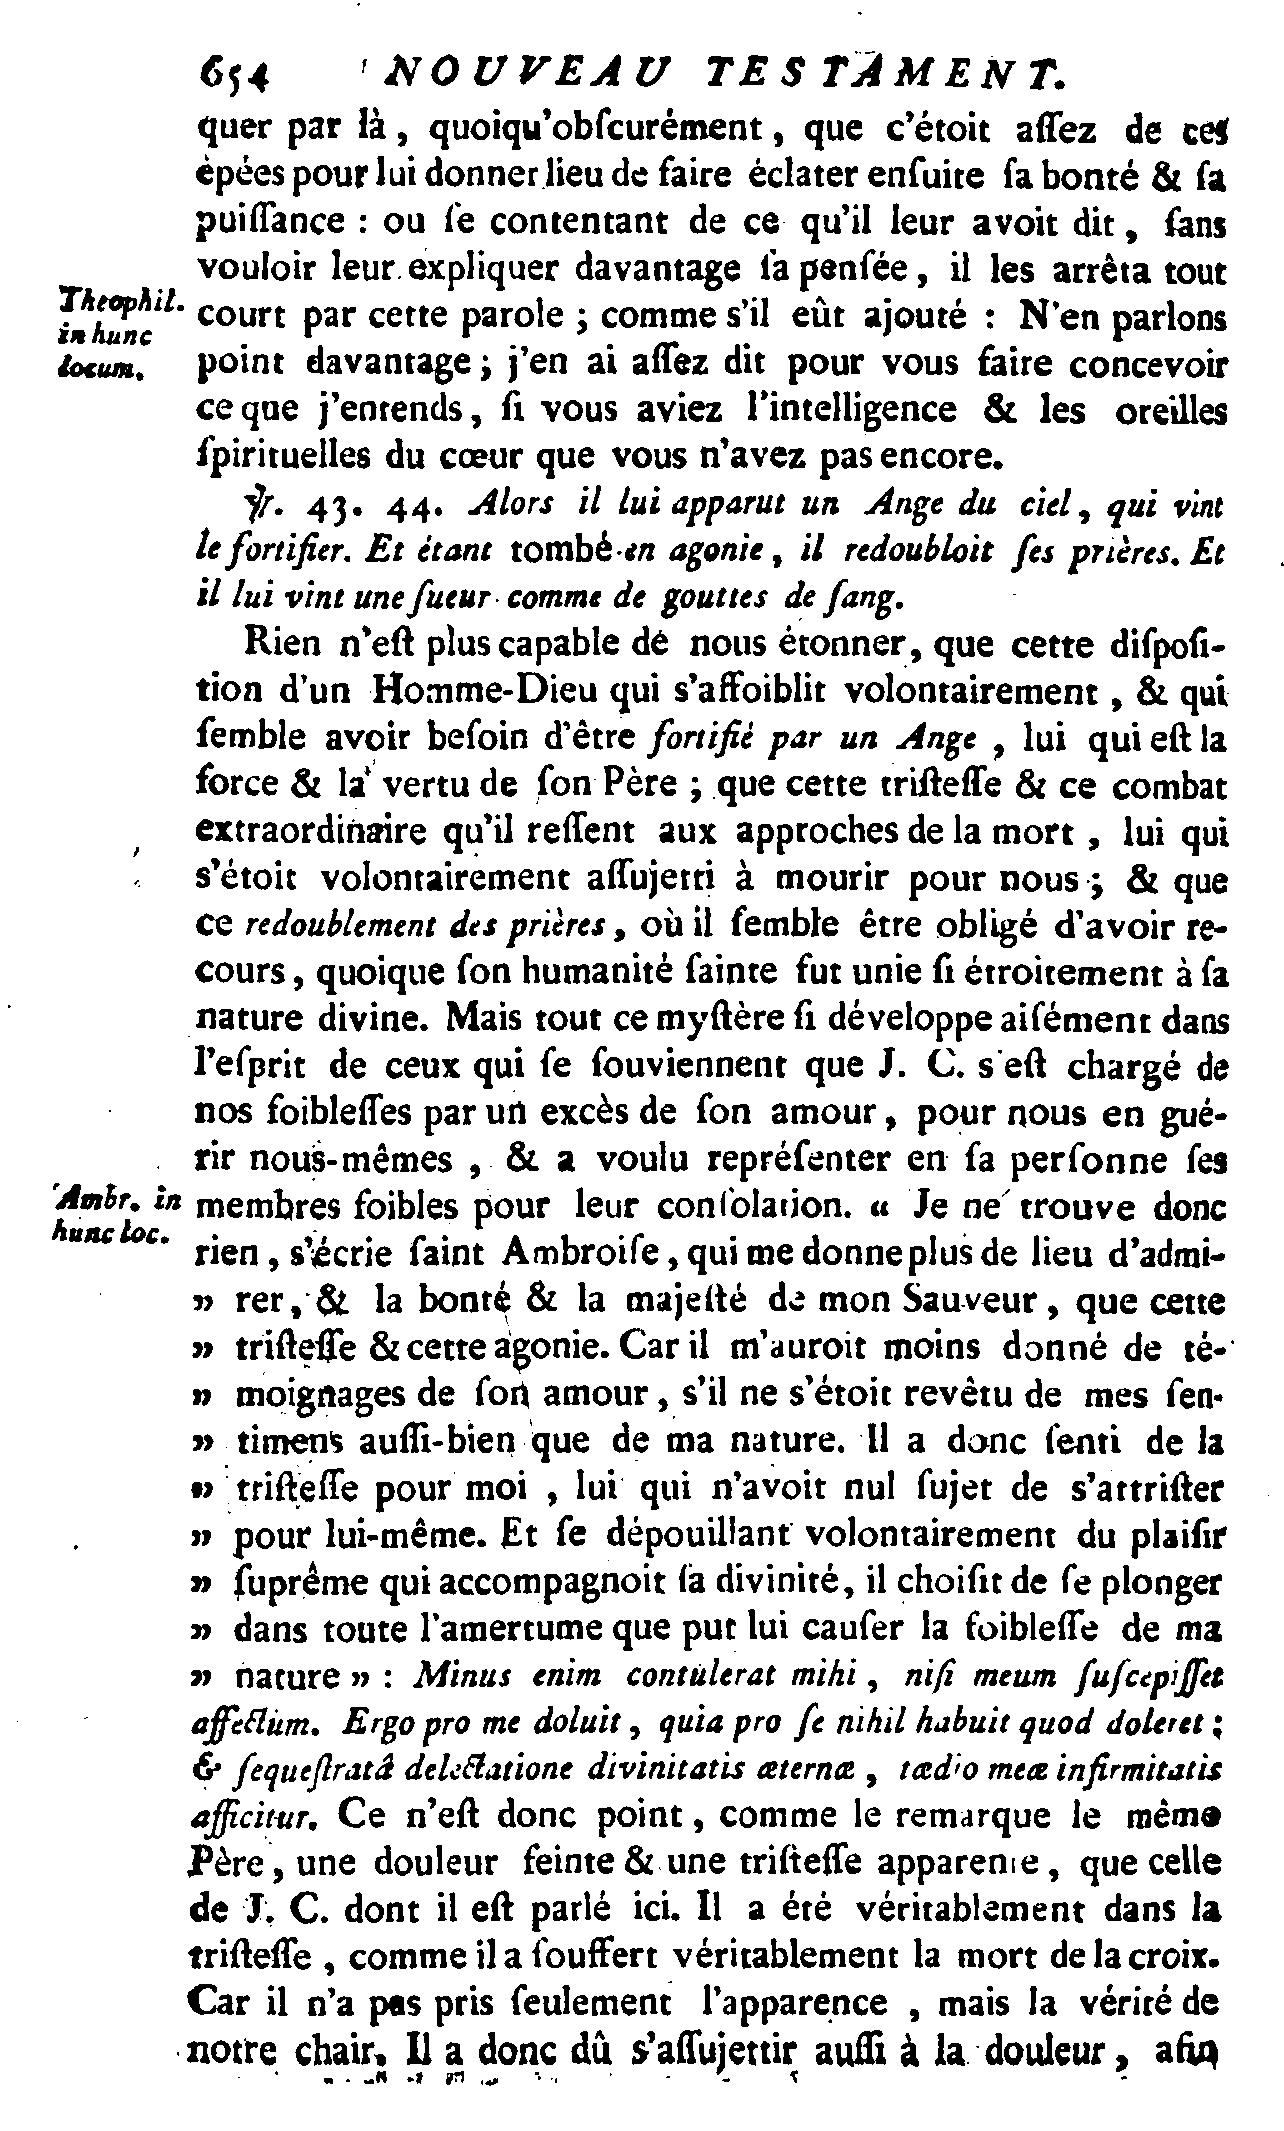 654 NOUVEAU TESTAMENT.
quer par là, quoiqu'obſcurément, que c'étoit aſſez de ces
épées pour lui donner lieu de faire éclater enſuite ſa bonté & ſa
puiſſance : ou ſe contentant de ce qu'il leur avoit dit, ſans
vouloir leur expliquer davantage ſa penſée, il les arrêta tout
Theophil.
in hunc
locum.
court par cette parole ; comme s'il eût ajouté : N'en parlons
point davantage ; j'en ai aſſez dit pour vous faire concevoir
ce que j'entends, ſi vous aviez l'intelligence & les oreilles
ſpirituelles du cœur que vous n'avez pas encore.
℣. 43. 44. Alors il lui apparut un Ange du ciel, qui vint
le fortifier. Et étant tombé en agonie, il redoubloit ſes prières. Et
il lui vint une ſueur comme de gouttes de ſang.
Rien n'eſt plus capable de nous étonner, que cette diſpoſi-
tion d'un Homme-Dieu qui s'affoiblit volontairement, & qui
ſemble avoir beſoin d'être fortifié par un Ange, lui qui eſt la
force & la vertu de ſon Père ; que cette triſteſſe & ce combat
extraordinaire qu'il reſſent aux approches de la mort, lui qui
s'étoit volontairement aſſujetti à mourir pour nous ; & que
ce redoublement des prières, où il ſemble être obligé d'avoir re-
cours, quoique ſon humanité ſainte fut unie ſi étroitement à ſa
nature divine. Mais tout ce myſtère ſi développe aiſément dans
l'eſprit de ceux qui ſe ſouviennent que J. C. s'eſt chargé de
nos foibleſſes par un excès de ſon amour, pour nous en gué-
rir nous-mêmes, & a voulu repréſenter en ſa perſonne ſes
Ambr. in
hunc loc.
membres foibles pour leur conſolation. « Je ne trouve donc
rien, s'écrie ſaint Ambroiſe, qui me donne plus de lieu d'admi-
» rer, & la bonté & la majeſté de mon Sauveur, que cette
» triſteſſe & cette agonie. Car il m'auroit moins donné de té-
» moignages de ſon amour, s'il ne s'étoit revêtu de mes ſen-
» timens auſſi-bien que de ma nature. Il a donc ſenti de la
» triſteſſe pour moi, lui qui n'avoit nul ſujet de s'attriſter
» pour lui-même. Et ſe dépouillant volontairement du plaiſir
» ſuprême qui accompagnoit ſa divinité, il choiſit de ſe plonger
» dans toute l'amertume que put lui cauſer la foibleſſe de ma
» nature » : Minus enim contulerat mihi, niſi meum ſuſcepiſſet
affectum. Ergo pro me doluit, quia pro ſe nihil habuit quod doleret ;
& ſequeſtratâ delectatione divinitatis æternæ, tædio meæ infirmitatis
afficitur. Ce n'eſt donc point, comme le remarque le même
Père, une douleur feinte & une triſteſſe apparente, que celle
de J. C. dont il eſt parlé ici. Il a été véritablement dans la
triſteſſe, comme il a ſouffert véritablement la mort de la croix.
Car il n'a pas pris ſeulement l'apparence, mais la vérité de
notre chair. Il a donc dû s'aſſujettir auſſi à la douleur, afin